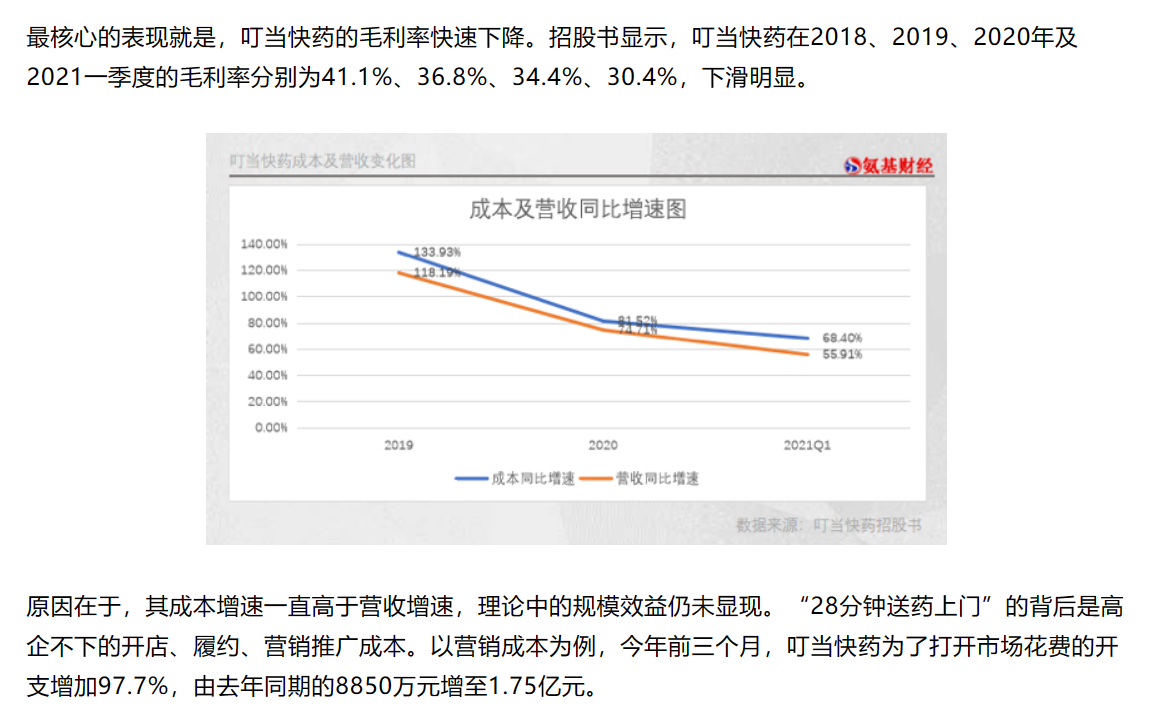 最核心的表现就是，叮当快药的毛利率快速下降。招股书显示，叮当快药在2018、2019、2020年及
2021一季度的毛利率分别为41.1%、36.8%、34.4%、30.4%，下滑明显。
叮当快药成本及营收变化图
氨基财经
成本及营收同比增速图
140.00%
120.00%
100.00%
80.00%
60.00%
40.00%
20.00%
0.00%
133.93%
118.19%
81.52%
74.71%
68.40%
55.91%
2019 2020 2021Q1
成本同比增速 营收同比增速
数据来源：叮当快药招股书
原因在于，其成本增速一直高于营收增速，理论中的规模效益仍未显现。“28分钟送药上门”的背后是高
企不下的开店、履约、营销推广成本。以营销成本为例，今年前三个月，叮当快药为了打开市场花费的开
支增加97.7%，由去年同期的8850万元增至1.75亿元。